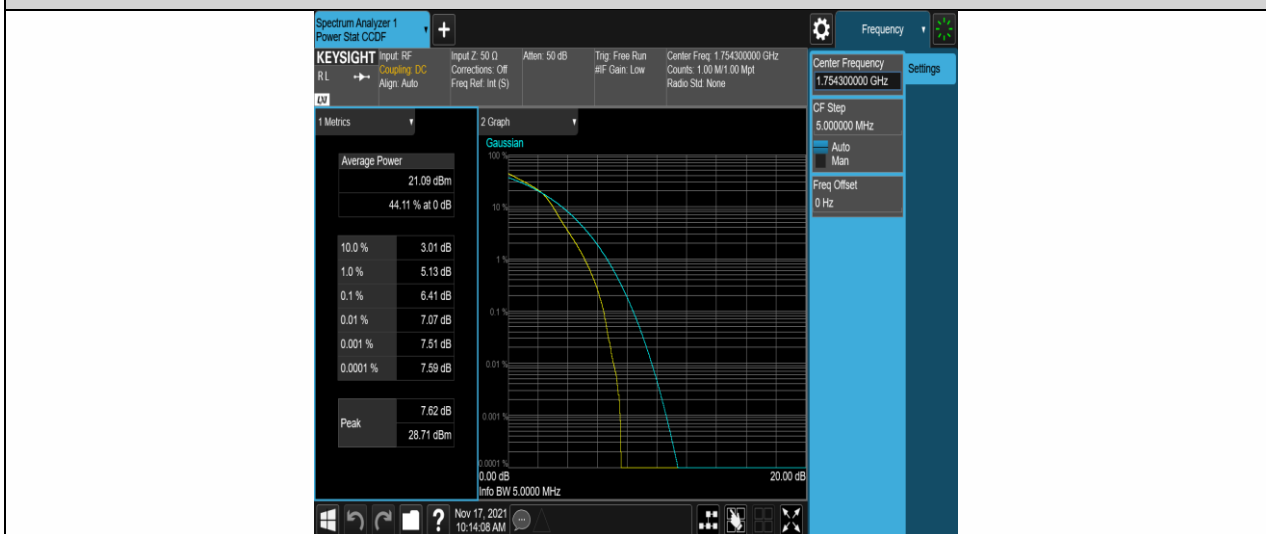 Spectrum Analyzer 1
Power Stat CCDF
Frequency
KEYSIGHT
Input: RF
Coupling: DC
Align: Auto
Input Z: 50 Ω
Corrections: Off
Freq Ref: Int (S)
Atten: 50 dB
Trig: Free Run
#IF Gain: Low
Center Freq: 1.754300000 GHz
Counts: 1.00 M/1.00 Mpt
Radio Std: None
R L
LXI
Center Frequency
1.754300000 GHz
Settings
CF Step
5.000000 MHz
Auto
Man
Freq Offset
0 Hz
1 Metrics
Average Power
21.09 dBm
44.11 % at 0 dB
10.0 % 3.01 dB
1.0 % 5.13 dB
0.1 % 6.41 dB
0.01 % 7.07 dB
0.001 % 7.51 dB
0.0001 % 7.59 dB
Peak
7.62 dB
28.71 dBm
2 Graph
Gaussian
100 %
10 %
1 %
0.1 %
0.01 %
0.001 %
0.0001 %
0.00 dB
20.00 dB
Info BW 5.0000 MHz
?
Nov 17, 2021
10:14:08 AM